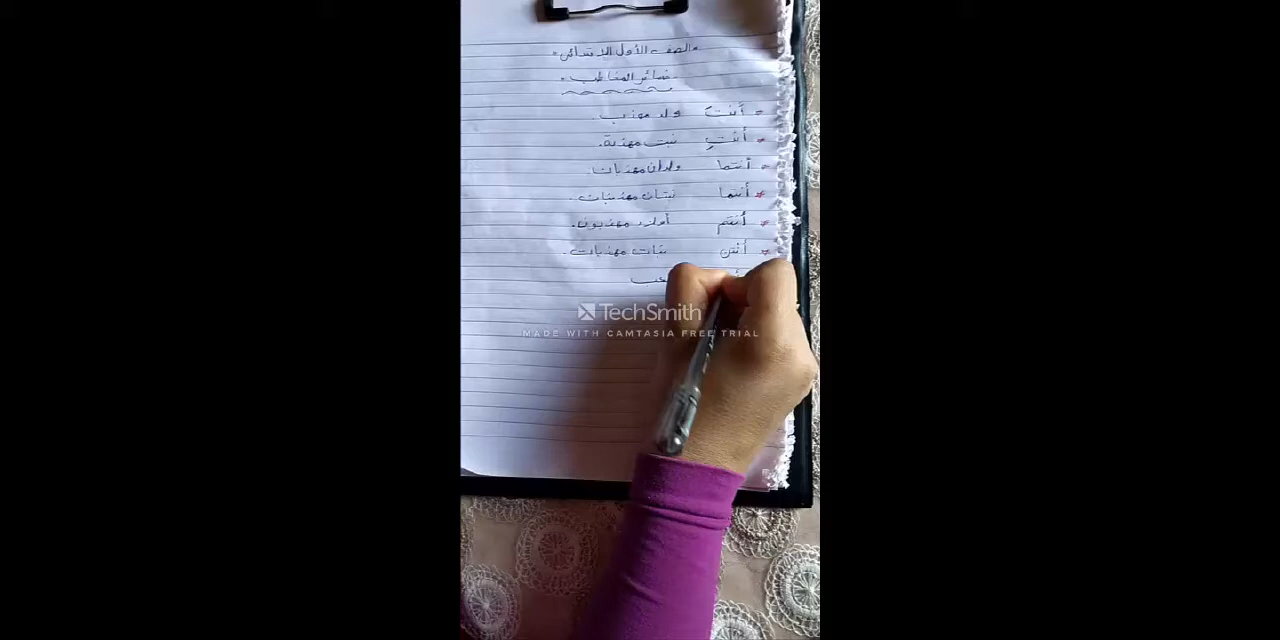 الصف الأول الابتدائي.
ضمائر المخاطب.
أنتَ ولد مهذب.
أنتِ بنت مهذبة.
أنتما ولدان مهذبان.
أنتما بنتان مهذبتان.
أنتم أولاد مهذبون.
أنتن بنات مهذبات.
TechSmith
MADE WITH CAMTASIA FREE TRIAL